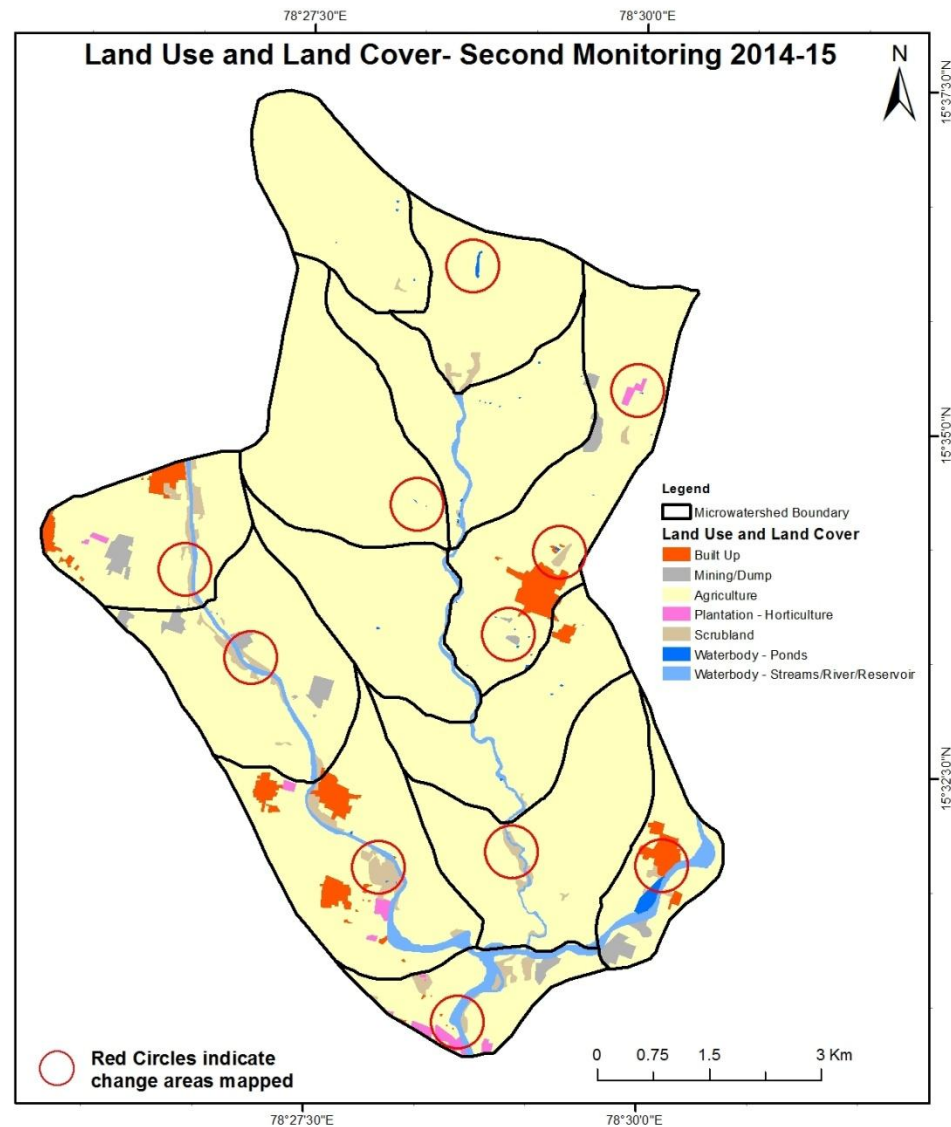 78°27'30"E
78°30'0"E
Land Use and Land Cover- Second Monitoring 2014-15
N
15°37'30"N
15°35'0"N
Legend
Microwatershed Boundary
Land Use and Land Cover
Built Up
Mining/Dump
Agriculture
Plantation - Horticulture
Scrubland
Waterbody - Ponds
Waterbody - Streams/River/Reservoir
15°32'30"N
Red Circles indicate
change areas mapped
0 0.75 1.5 3 Km
78°27'30"E
78°30'0"E